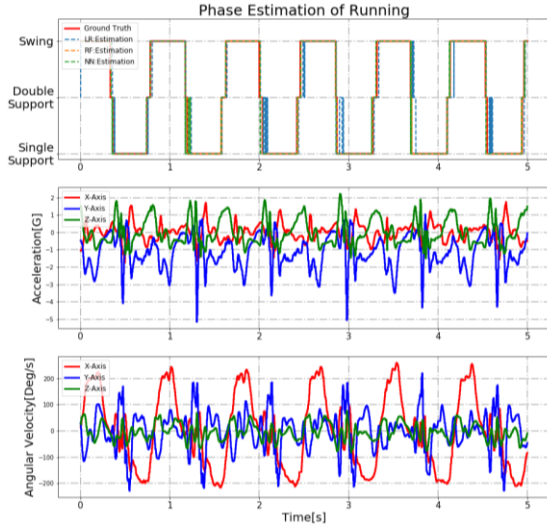 Phase Estimation of Running
Swing
Double
Support
Single
Support
Ground Truth
LR:Estimation
RF:Estimation
NN:Estimation
0 1 2 3 4 5
Acceleration[G]
2
1
0
-1
-2
-3
-4
-5
X-Axis
Y-Axis
Z-Axis
0 1 2 3 4 5
Angular Velocity[Deg/s]
200
100
0
-100
-200
X-Axis
Y-Axis
Z-Axis
0 1 2 3 4 5
Time[s]